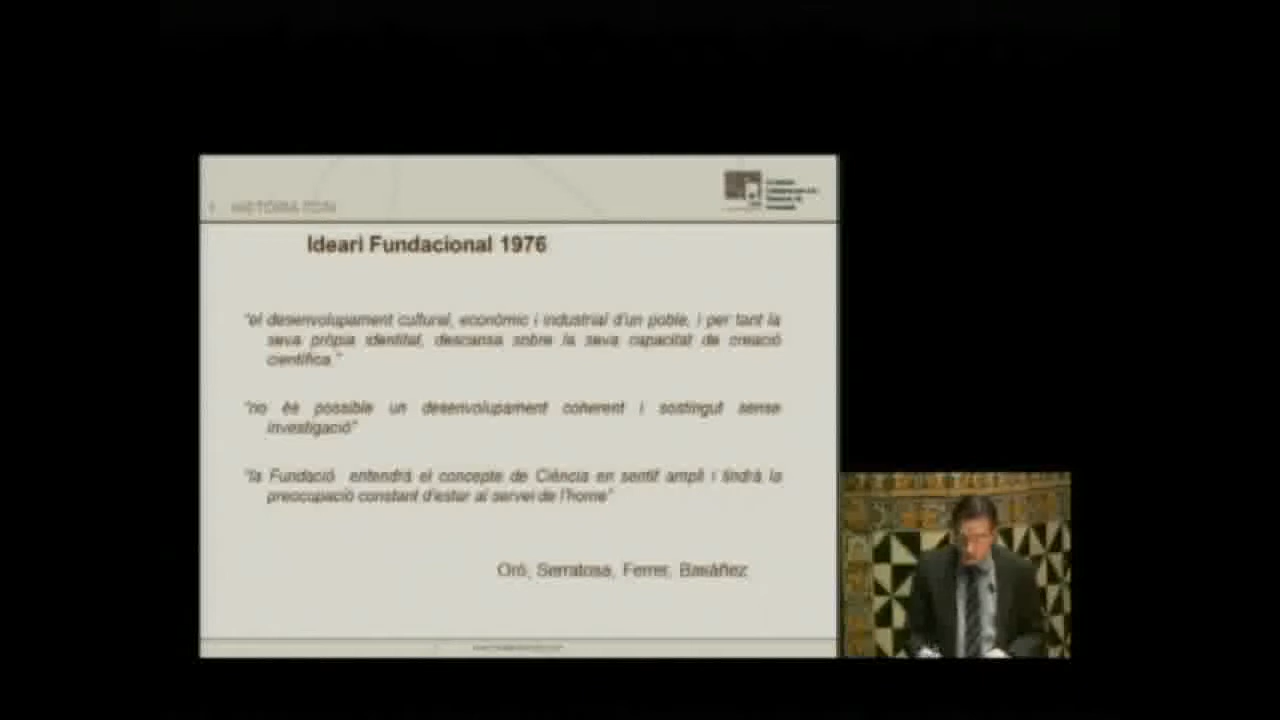 Ideari Fundacional 1976
"el desenvolupament cultural, econòmic i industrial d'un poble, i per tant la
seva pròpia identitat, descansa sobre la seva capacitat de creació
científica."
"no és possible un desenvolupament coherent i sostingut sense
investigació"
"la Fundació entendrà el concepte de Ciència en sentit ampli i tindrà la
preocupació constant d'estar al servei de l'home"
Oró, Serratosa, Ferrer, Basáñez